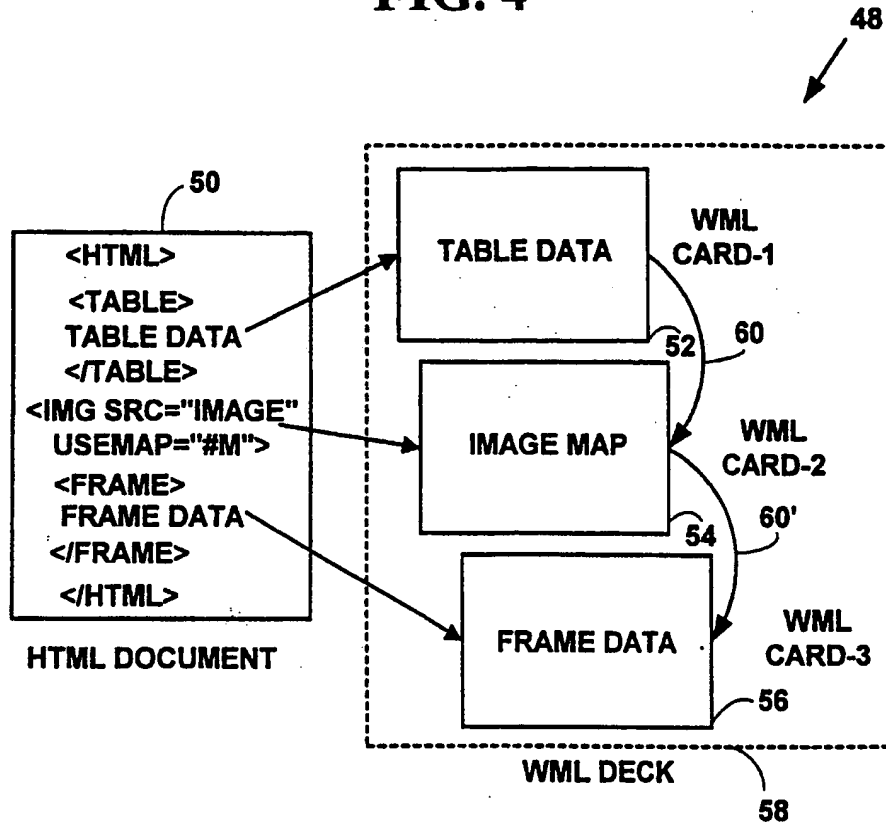 FIG. 4
48
50
<HTML>
<TABLE>
TABLE DATA
</TABLE>
<IMG SRC="IMAGE"
USEMAP="#M">
<FRAME>
FRAME DATA
</FRAME>
</HTML>
HTML DOCUMENT
TABLE DATA
WML
CARD-1
52
60
IMAGE MAP
WML
CARD-2
54
60'
FRAME DATA
WML
CARD-3
56
WML DECK
58